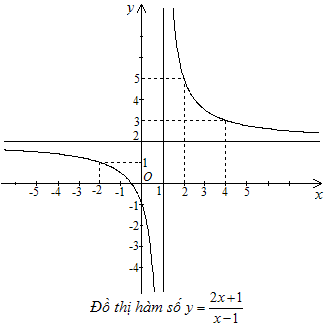 y
5
4
3
2
1
O
-5 -4 -3 -2 -1 1 2 3 4 5 x
-1
-2
-3
-4
Đồ thị hàm số y = \frac{2x+1}{x-1}